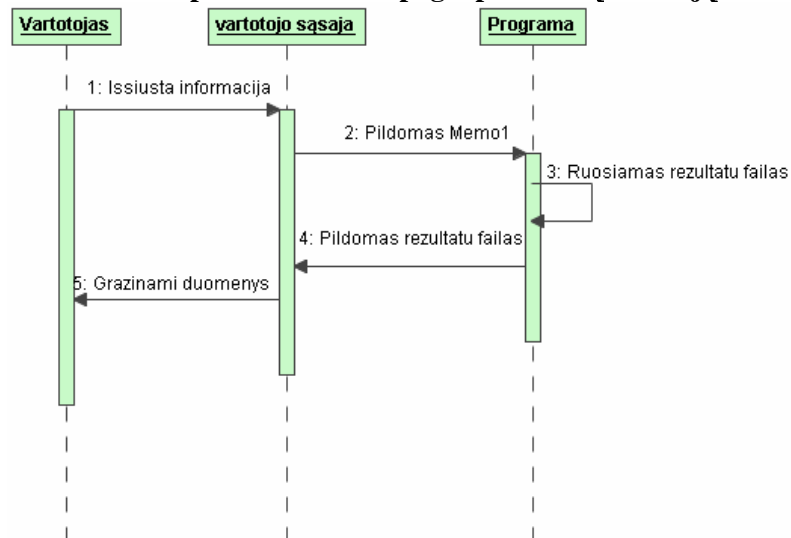 Vartotojas vartotojo sąsaja Programa
1: Issiusta informacija
2: Pildomas Memo1
3: Ruosiamas rezultatu failas
4: Pildomas rezultatu failas
5: Grazinami duomenys